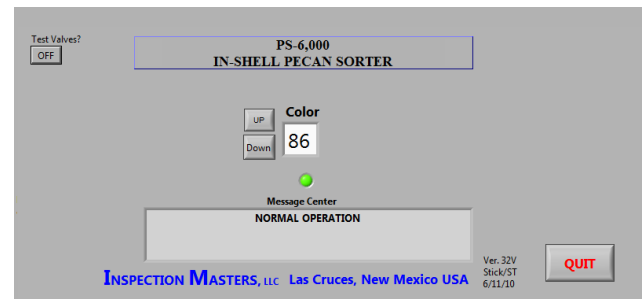 Test Valves?
OFF
PS-6,000
IN-SHELL PECAN SORTER
Color
UP
Down
86
Message Center
NORMAL OPERATION
INSPECTION MASTERS, LLC Las Cruces, New Mexico USA
Ver. 32V
Stick/ST
6/11/10
QUIT